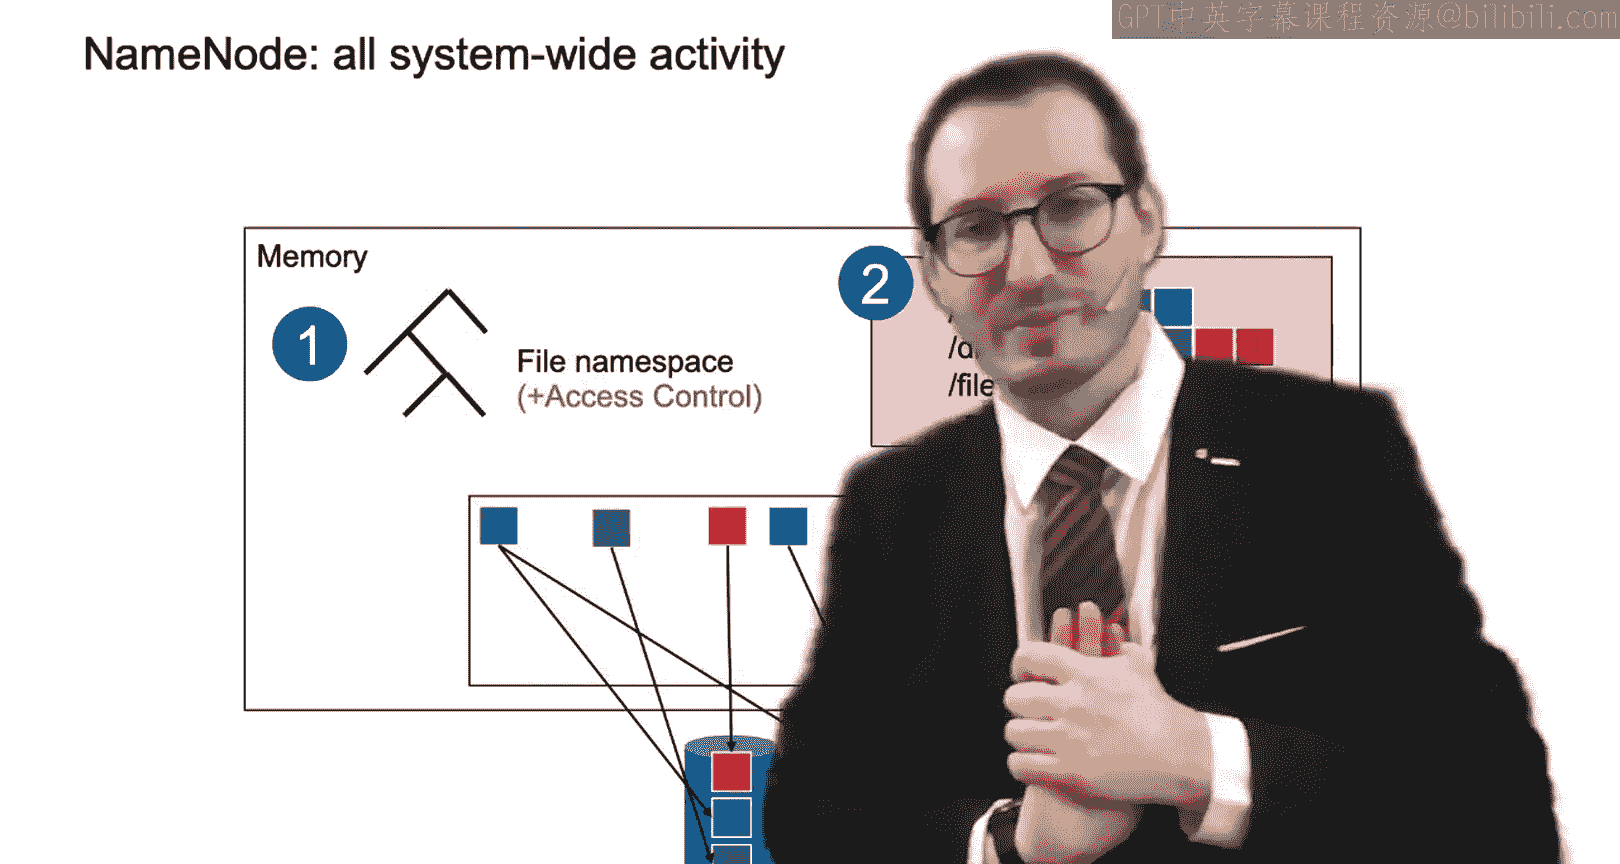 GPT中英字幕课程资源@bilibili.com
NameNode: all system-wide activity
Memory
1
2
File namespace
(+Access Control)
/file